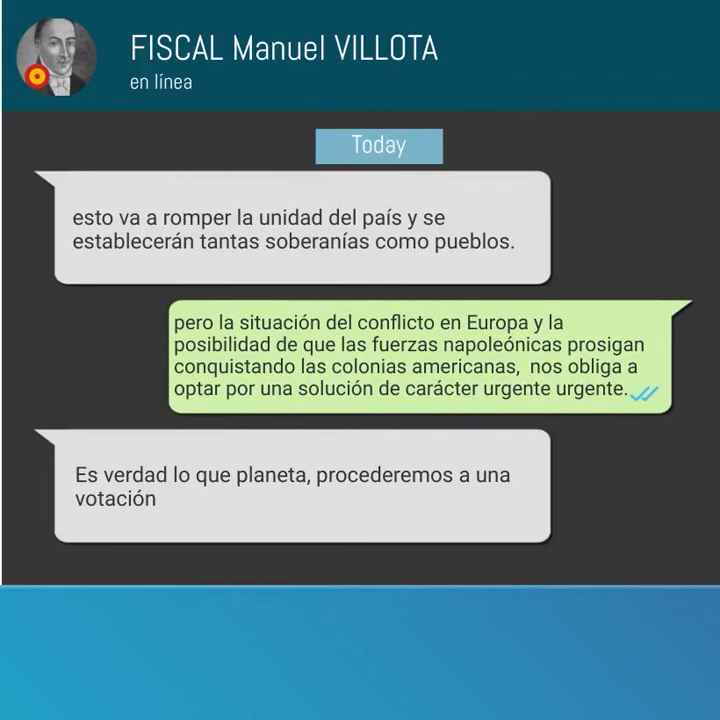 FISCAL Manuel VILLOTA
en línea
Today
esto va a romper la unidad del país y se
establecerán tantas soberanías como pueblos.
pero la situación del conflicto en Europa y la
posibilidad de que las fuerzas napoleónicas prosigan
conquistando las colonias americanas, nos obliga a
optar por una solución de carácter urgente urgente.
Es verdad lo que planeta, procederemos a una
votación